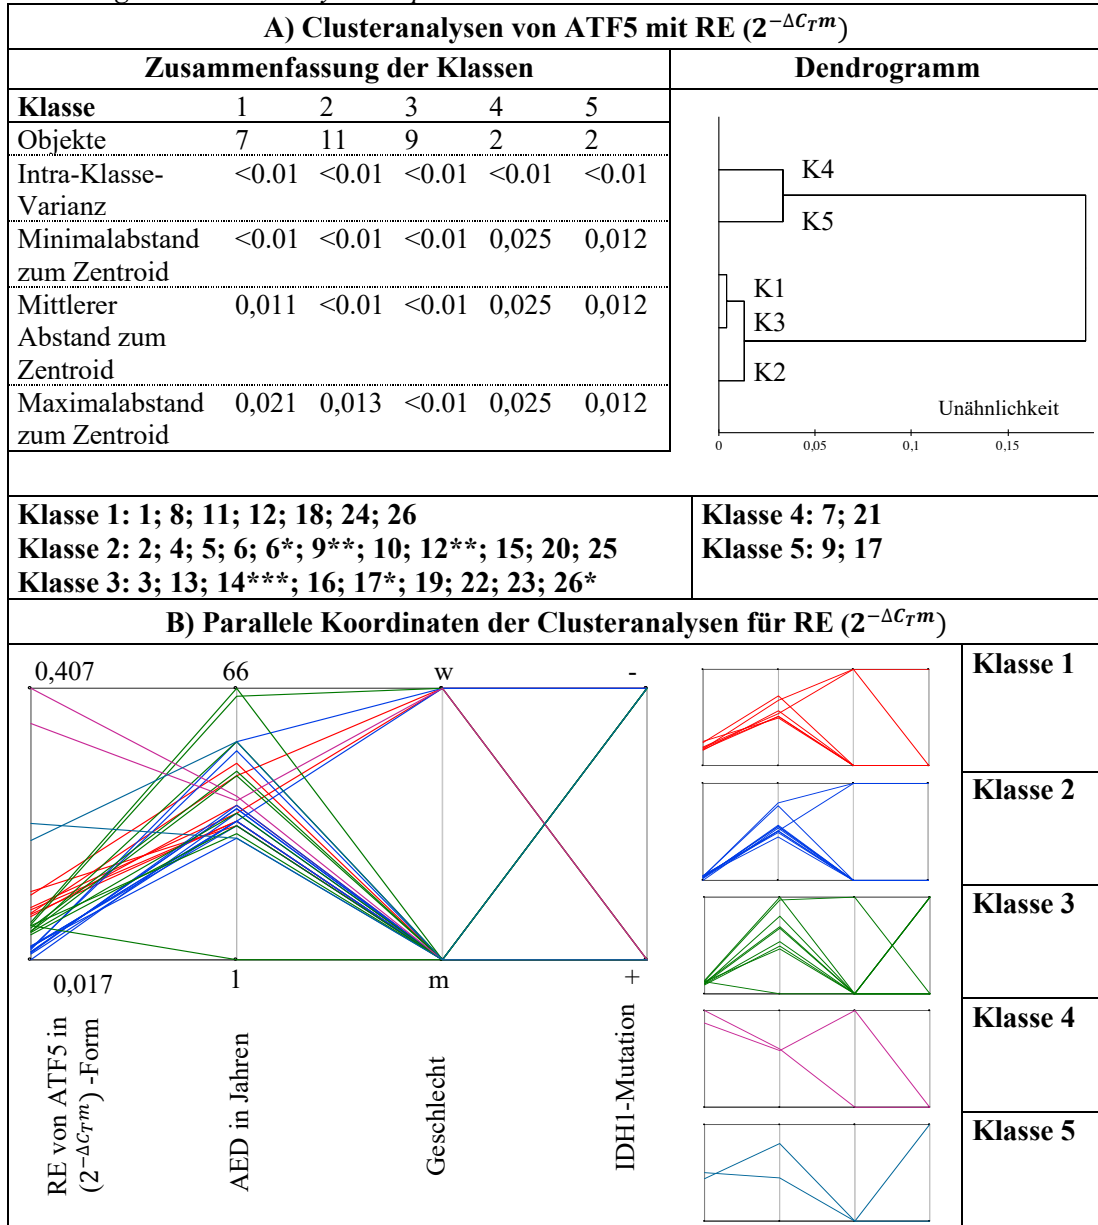 A) Clusteranalysen von ATF5 mit RE (2^{-ΔC_T m})
Zusammenfassung der Klassen
Dendrogramm
Klasse 1 2 3 4 5
Objekte 7 11 9 2 2
Intra-Klasse- <0.01 <0.01 <0.01 <0.01 <0.01
Varianz
Minimalabstand <0.01 <0.01 <0.01 0,025 0,012
zum Zentroid
Mittlerer 0,011 <0.01 <0.01 0,025 0,012
Abstand zum
Zentroid
Maximalabstand 0,021 0,013 <0.01 0,025 0,012
zum Zentroid
K4
K5
K1
K3
K2
Unähnlichkeit
0 0,05 0,1 0,15
Klasse 1: 1; 8; 11; 12; 18; 24; 26
Klasse 2: 2; 4; 5; 6; 6*; 9**; 10; 12**; 15; 20; 25
Klasse 3: 3; 13; 14***; 16; 17*; 19; 22; 23; 26*
Klasse 4: 7; 21
Klasse 5: 9; 17
B) Parallele Koordinaten der Clusteranalysen für RE (2^{-ΔC_T m})
0,407 66 w -
0,017 1 m +
RE von ATF5 in
(2^{-ΔC_T m}) -Form
AED in Jahren
Geschlecht
IDH1-Mutation
Klasse 1
Klasse 2
Klasse 3
Klasse 4
Klasse 5